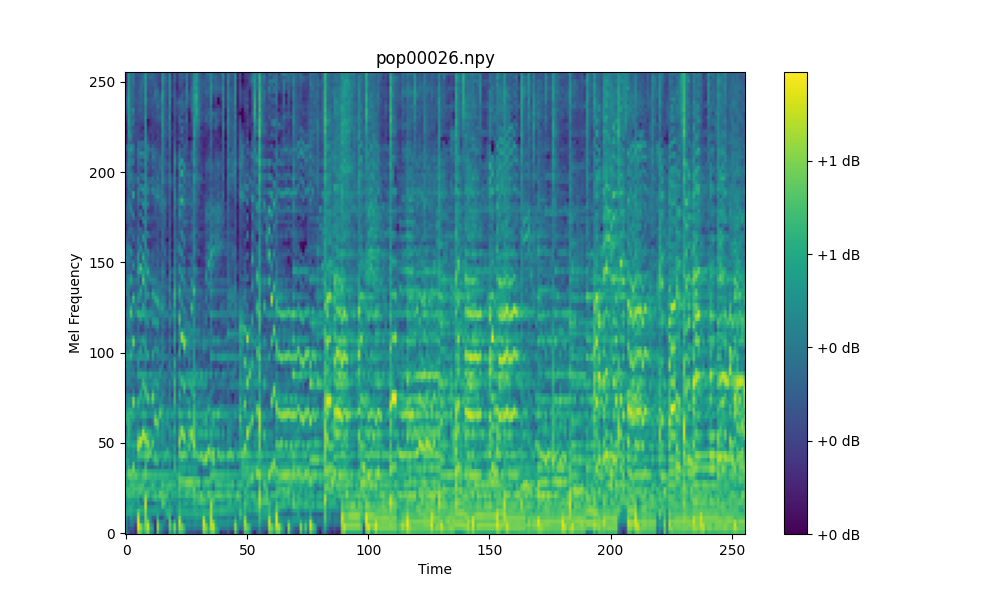 pop00026.npy
250
200
150
100
50
0
Mel Frequency
0 50 100 150 200 250
Time
+1 dB
+1 dB
+0 dB
+0 dB
+0 dB